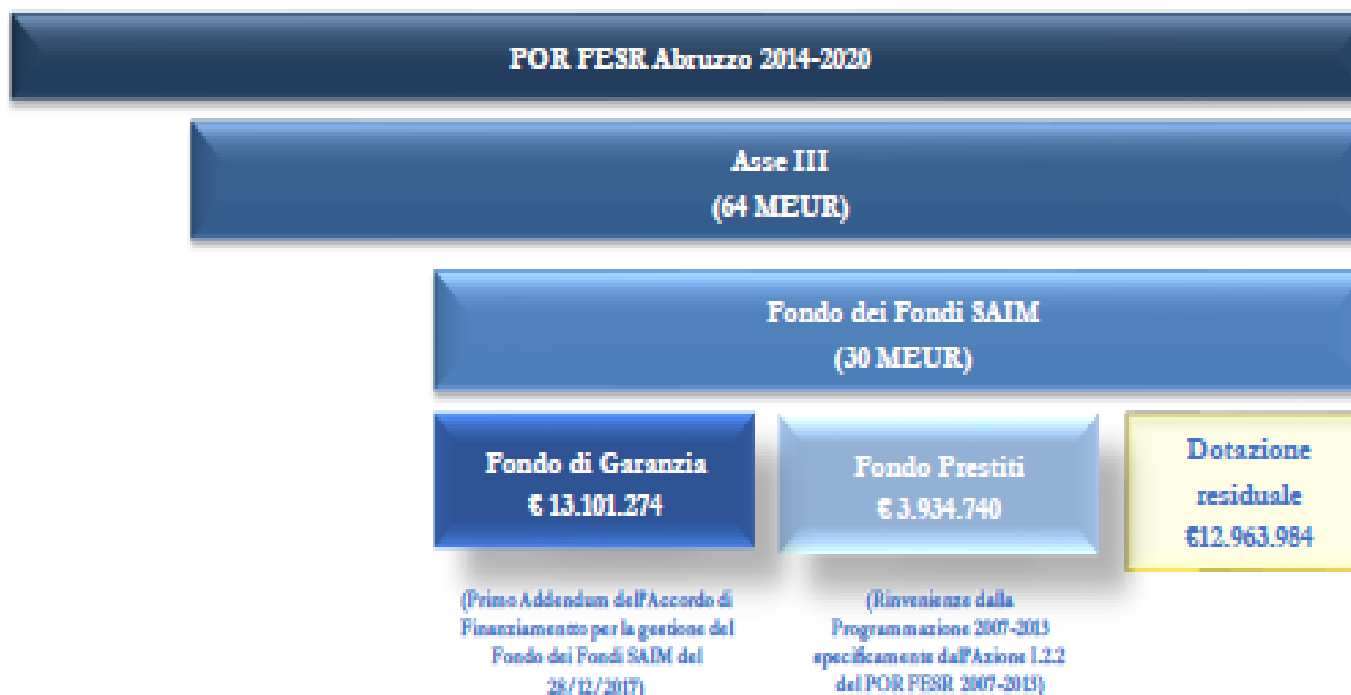 POR FESR Abruzzo 2014-2020
Asse III
(64 MEUR)
Fondo dei Fondi SAIM
(30 MEUR)
Fondo di Garanzia
€ 13.101.274
Fondo Prestiti
€ 3.934.740
Dotazione
residuale
€12.963.984
(Primo Addendum dell'Accordo di
Finanziamentto per la gestione del
Fondo dei Fondi SAIM del
28/12/2017)
(Rinvenienze dalla
Programmazione 2007-2013
specificamente dall'Azione I.2.2
del POR FESR 2007-2013)